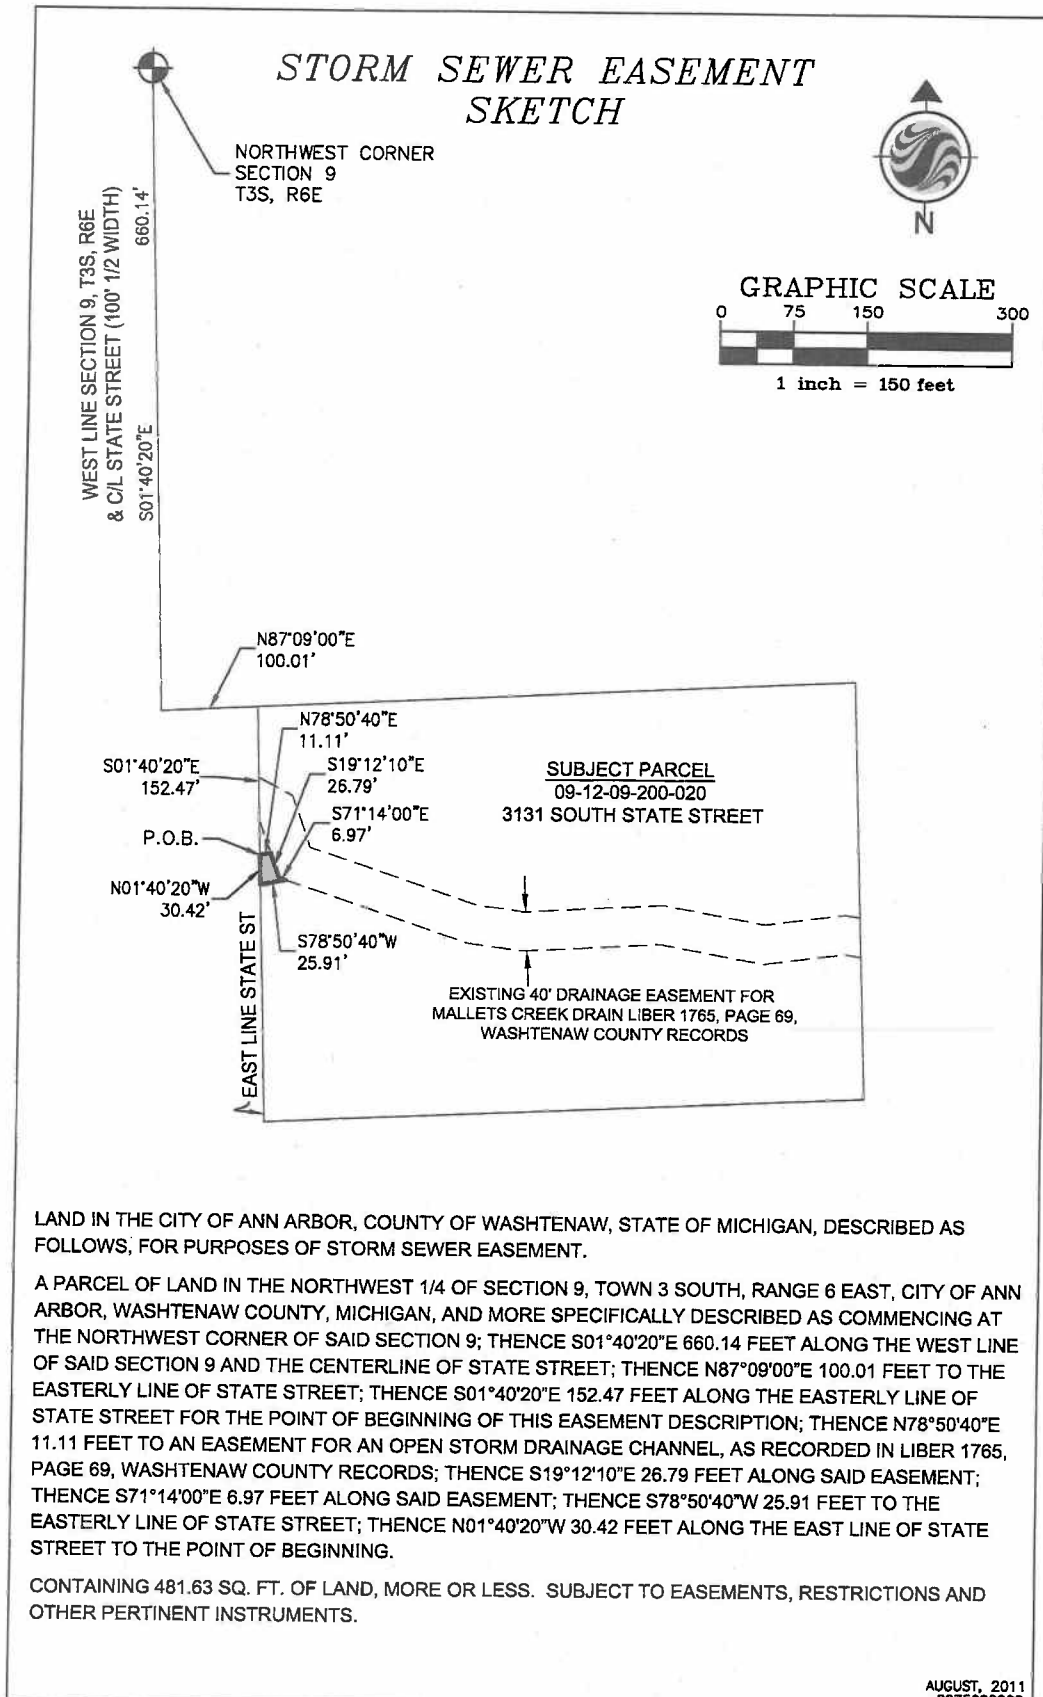 STORM SEWER EASEMENT
SKETCH
NORTHWEST CORNER
SECTION 9
T3S, R6E
N
WEST LINE SECTION 9, T3S, R6E
& C/L STATE STREET (100' 1/2 WIDTH)
S01°40'20"E 660.14'
GRAPHIC SCALE
0 75 150 300
1 inch = 150 feet
N87°09'00"E
100.01'
N78°50'40"E
11.11'
S01°40'20"E
152.47'
S19°12'10"E
26.79'
S71°14'00"E
6.97'
SUBJECT PARCEL
09-12-09-200-020
3131 SOUTH STATE STREET
P.O.B.
N01°40'20"W
30.42'
S78°50'40"W
25.91'
EAST LINE STATE ST
EXISTING 40' DRAINAGE EASEMENT FOR
MALLETS CREEK DRAIN LIBER 1765, PAGE 69,
WASHTENAW COUNTY RECORDS
LAND IN THE CITY OF ANN ARBOR, COUNTY OF WASHTENAW, STATE OF MICHIGAN, DESCRIBED AS
FOLLOWS, FOR PURPOSES OF STORM SEWER EASEMENT.
A PARCEL OF LAND IN THE NORTHWEST 1/4 OF SECTION 9, TOWN 3 SOUTH, RANGE 6 EAST, CITY OF ANN
ARBOR, WASHTENAW COUNTY, MICHIGAN, AND MORE SPECIFICALLY DESCRIBED AS COMMENCING AT
THE NORTHWEST CORNER OF SAID SECTION 9; THENCE S01°40'20"E 660.14 FEET ALONG THE WEST LINE
OF SAID SECTION 9 AND THE CENTERLINE OF STATE STREET; THENCE N87°09'00"E 100.01 FEET TO THE
EASTERLY LINE OF STATE STREET; THENCE S01°40'20"E 152.47 FEET ALONG THE EASTERLY LINE OF
STATE STREET FOR THE POINT OF BEGINNING OF THIS EASEMENT DESCRIPTION; THENCE N78°50'40"E
11.11 FEET TO AN EASEMENT FOR AN OPEN STORM DRAINAGE CHANNEL, AS RECORDED IN LIBER 1765,
PAGE 69, WASHTENAW COUNTY RECORDS; THENCE S19°12'10"E 26.79 FEET ALONG SAID EASEMENT;
THENCE S71°14'00"E 6.97 FEET ALONG SAID EASEMENT; THENCE S78°50'40"W 25.91 FEET TO THE
EASTERLY LINE OF STATE STREET; THENCE N01°40'20"W 30.42 FEET ALONG THE EAST LINE OF STATE
STREET TO THE POINT OF BEGINNING.
CONTAINING 481.63 SQ. FT. OF LAND, MORE OR LESS. SUBJECT TO EASEMENTS, RESTRICTIONS AND
OTHER PERTINENT INSTRUMENTS.
AUGUST, 2011